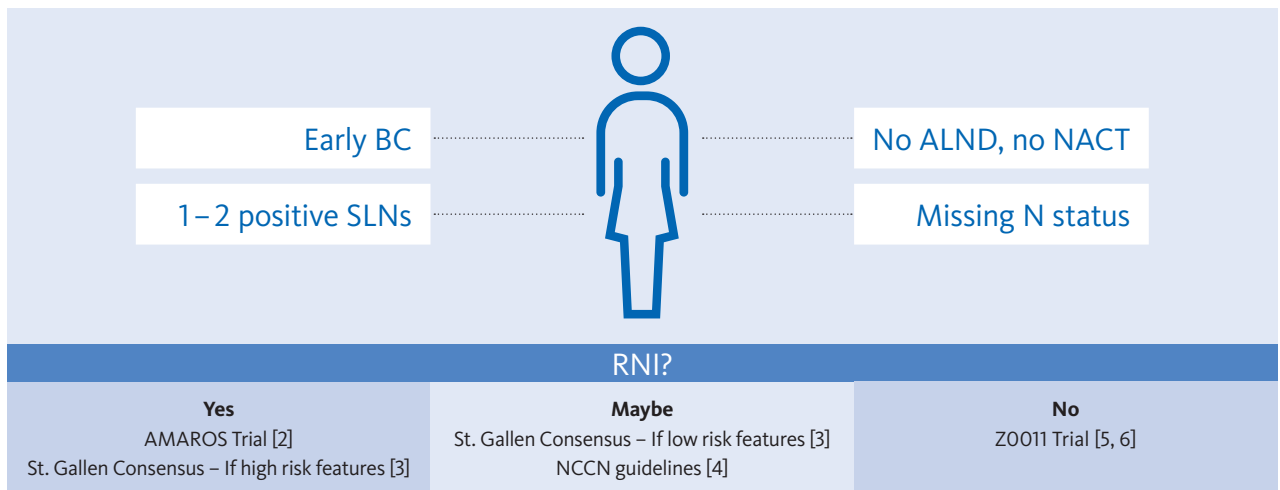 Early BC
No ALND, no NACT
1–2 positive SLNs
Missing N status
RNI?
Yes
AMAROS Trial [2]
St. Gallen Consensus – If high risk features [3]
Maybe
St. Gallen Consensus – If low risk features [3]
NCCN guidelines [4]
No
Z0011 Trial [5, 6]